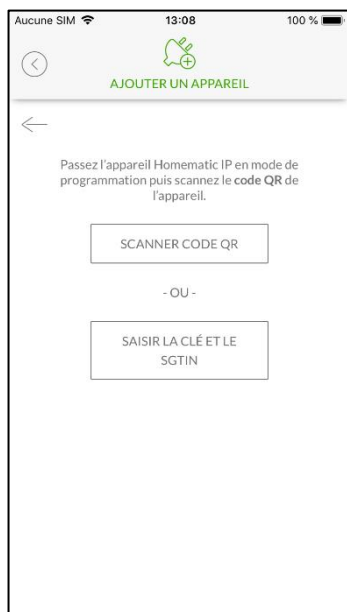 Aucune SIM 13:08 100 %
AJOUTER UN APPAREIL
Passez l'appareil Homematic IP en mode de
programmation puis scannez le code QR de
l'appareil.
SCANNER CODE QR
- OU -
SAISIR LA CLÉ ET LE
SGTIN